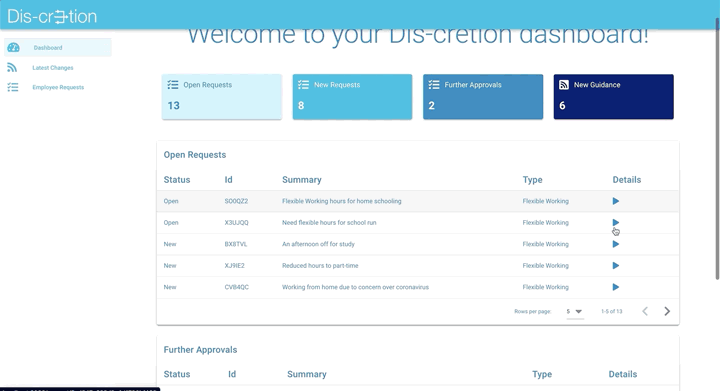 Dis-cretion
Welcome to your Dis-cretion dashboard!
Dashboard
Latest Changes
Employee Requests
Open Requests
13
New Requests
8
Further Approvals
2
New Guidance
6
Open Requests
Status Id Summary Type Details
Open SO0QZ2 Flexible Working hours for home schooling Flexible Working
Open X3UJQQ Need flexible hours for school run Flexible Working
New BX8TVL An afternoon off for study Flexible Working
New XJ9IE2 Reduced hours to part-time Flexible Working
New CVB4QC Working from home due to concern over coronavirus Flexible Working
Rows per page: 5 1-5 of 13
Further Approvals
Status Id Summary Type Details